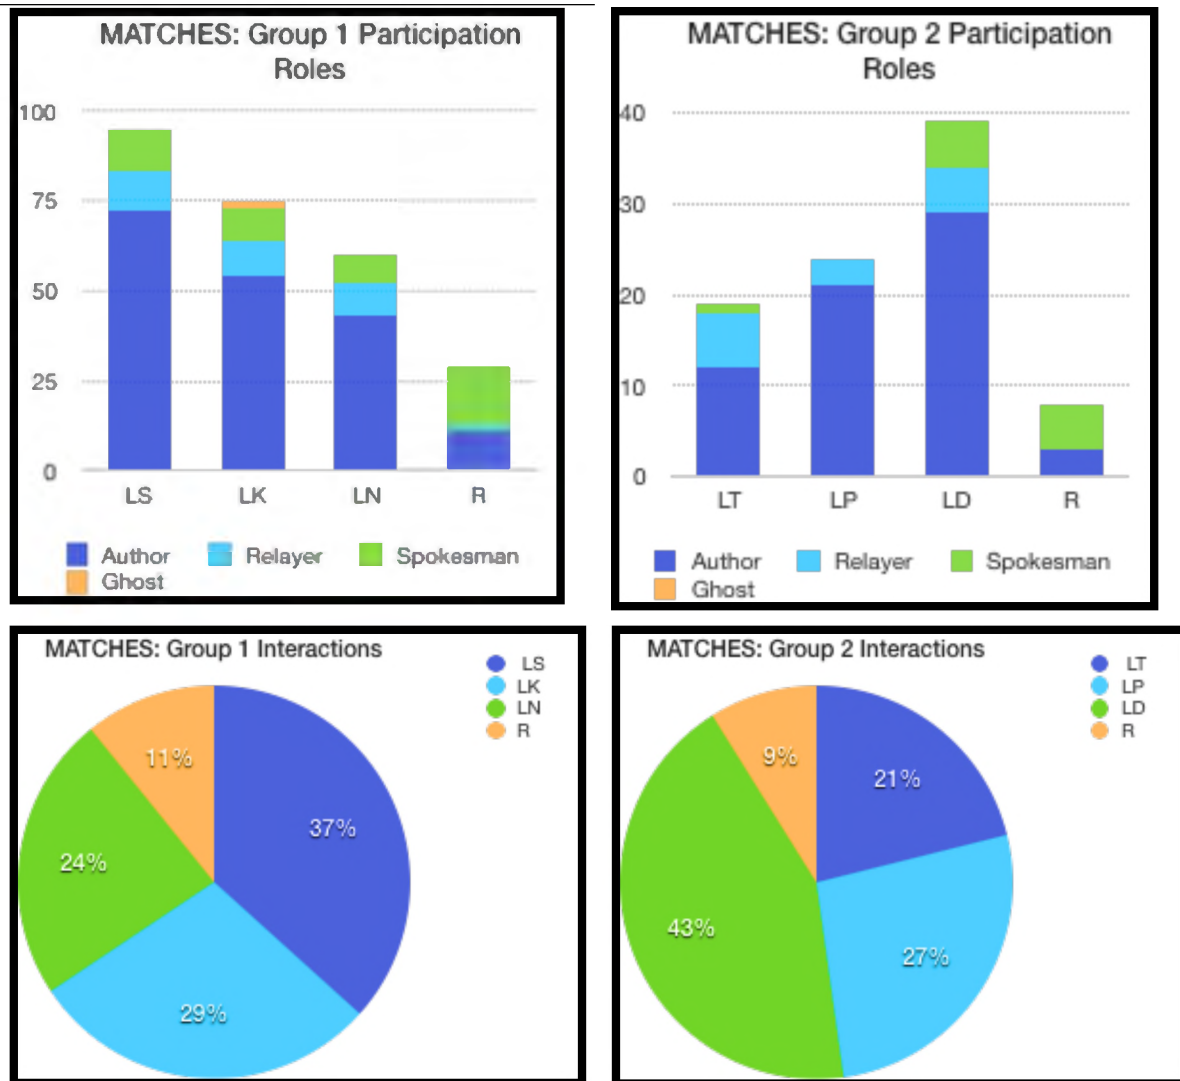 MATCHES: Group 1 Participation
Roles
100
75
50
25
0
LS LK LN R
Author Relayer Spokesman
Ghost
MATCHES: Group 2 Participation
Roles
40
30
20
10
0
LT LP LD R
Author Relayer Spokesman
Ghost
MATCHES: Group 1 Interactions
LS
LK
LN
R
11%
37%
24%
29%
MATCHES: Group 2 Interactions
LT
LP
LD
R
9%
21%
43%
27%